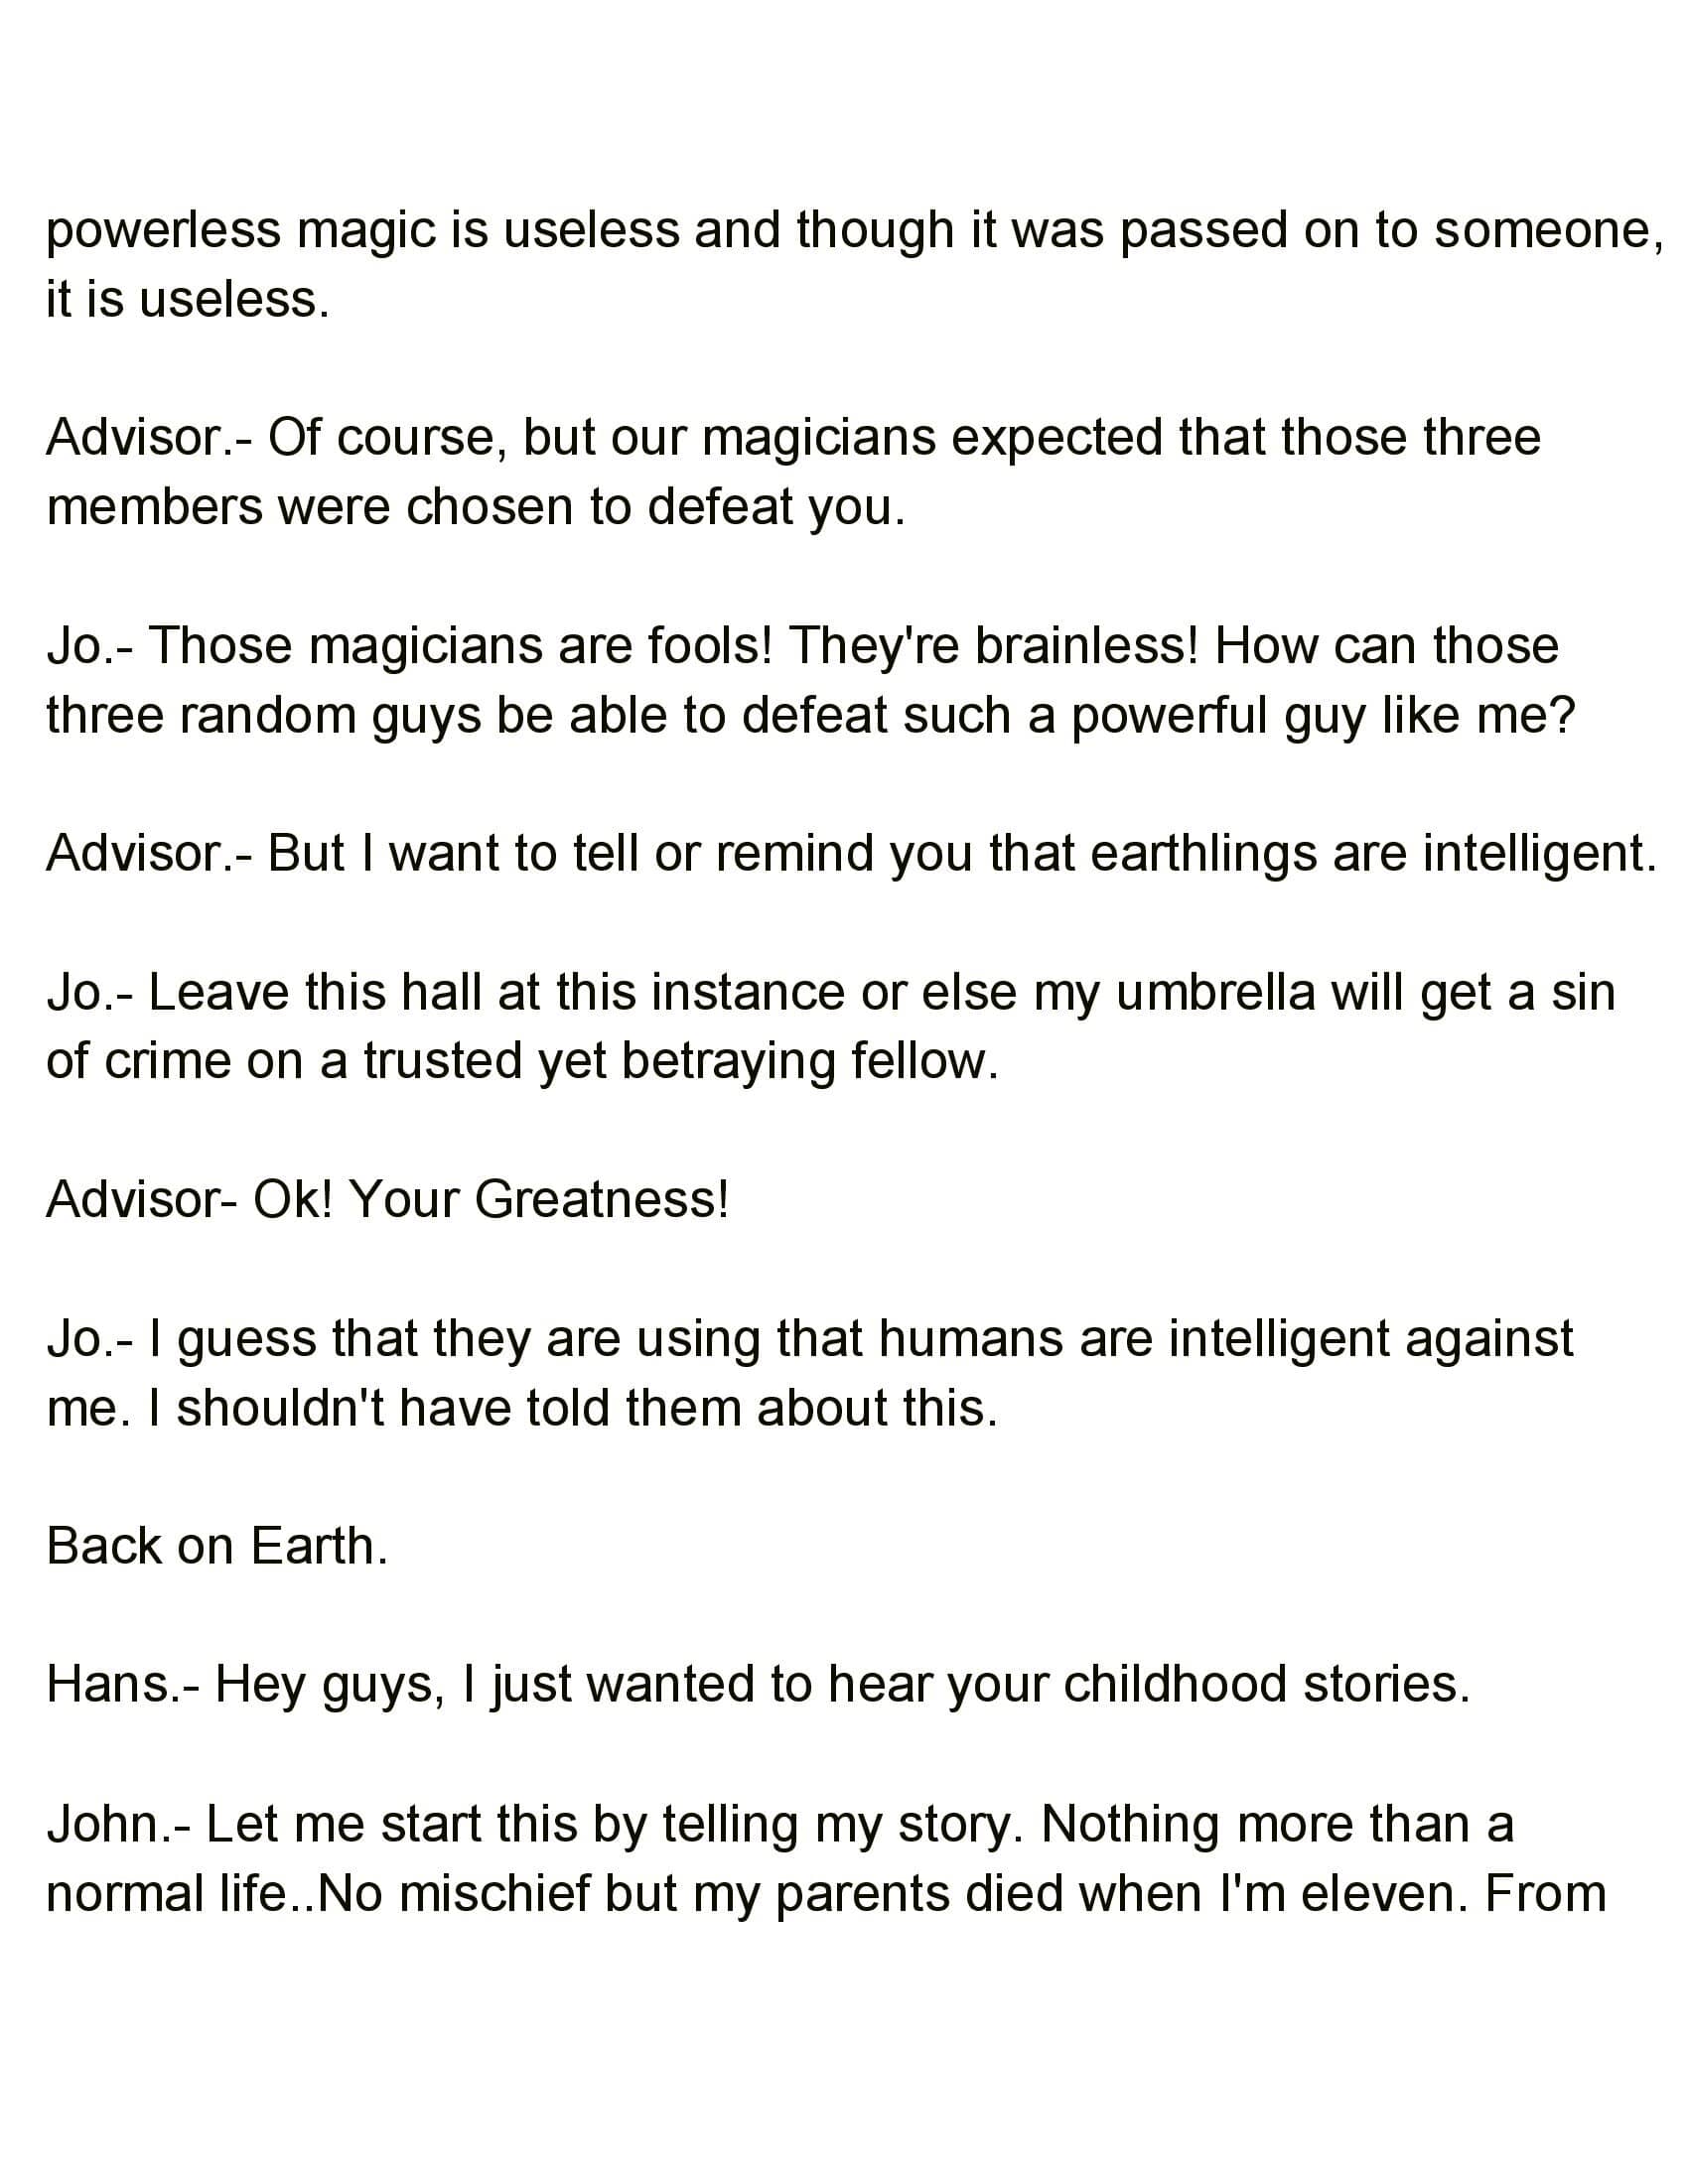 powerless magic is useless and though it was passed on to someone,
it is useless.
Advisor.- Of course, but our magicians expected that those three
members were chosen to defeat you.
Jo.- Those magicians are fools! They're brainless! How can those
three random guys be able to defeat such a powerful guy like me?
Advisor.- But I want to tell or remind you that earthlings are intelligent.
Jo.- Leave this hall at this instance or else my umbrella will get a sin
of crime on a trusted yet betraying fellow.
Advisor- Ok! Your Greatness!
Jo.- I guess that they are using that humans are intelligent against
me. I shouldn't have told them about this.
Back on Earth.
Hans.- Hey guys, I just wanted to hear your childhood stories.
John.- Let me start this by telling my story. Nothing more than a
normal life..No mischief but my parents died when I'm eleven. From